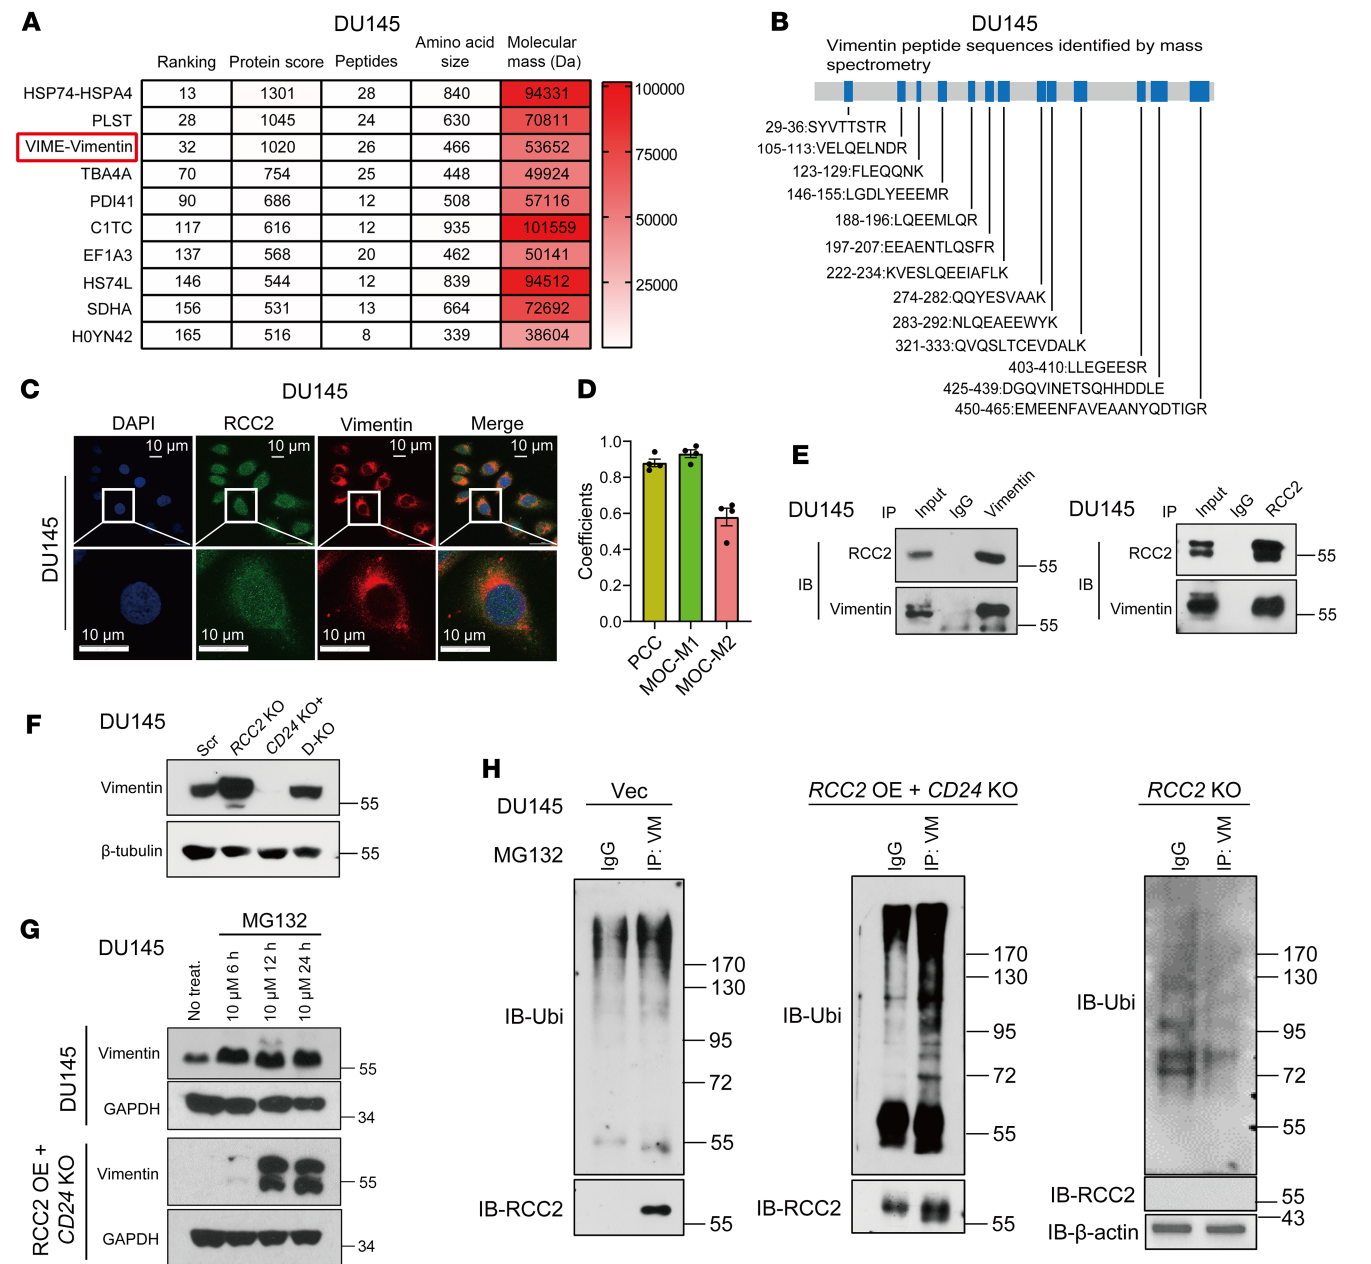 A
DU145
Ranking Protein score Peptides Amino acid size Molecular mass (Da)
HSP74-HSPA4 13 1301 28 840 94331
PLST 28 1045 24 630 70811
VIME-Vimentin 32 1020 26 466 53652
TBA4A 70 754 25 448 49924
PDI41 90 686 12 508 57116
C1TC 117 616 12 935 101559
EF1A3 137 568 20 462 50141
HS74L 146 544 12 839 94512
SDHA 156 531 13 664 72692
H0YN42 165 516 8 339 38604
100000
75000
50000
25000
B
DU145
Vimentin peptide sequences identified by mass
spectrometry
29-36:SYVTTSTR
105-113:VELQELNDR
123-129:FLEQQNK
146-155:LGDLYEEEMR
188-196:LQEEMLQR
197-207:EEAENTLQSFR
222-234:KVESLQEEIAFLK
274-282:QQYESVAAK
283-292:NLQEAEEWYK
321-333:QVQSLTCEVDALK
403-410:LLEGEESR
425-439:DGQVINETSQHHDDLE
450-465:EMEENFAVEAANYQDTIGR
C
DU145
DAPI RCC2 Vimentin Merge
DU145
10 μm 10 μm 10 μm 10 μm
10 μm 10 μm 10 μm 10 μm
D
Coefficients
1.0
0.8
0.6
0.4
0.2
0.0
PCC MOC-M1 MOC-M2
E
DU145 IP Input IgG Vimentin
IB
RCC2 55
Vimentin 55
DU145 IP Input IgG RCC2
IB
RCC2 55
Vimentin 55
F
DU145
Scr RCC2 KO CD24 KO+ D-KO
Vimentin 55
β-tubulin 55
G
DU145
MG132
No treat. 10 μM 6 h 10 μM 12 h 10 μM 24 h
DU145
Vimentin 55
GAPDH 34
RCC2 OE +
CD24 KO
Vimentin 55
GAPDH 34
H
DU145
MG132
Vec
IgG IP: VM
IB-Ubi
170
130
95
72
55
IB-RCC2 55
RCC2 OE + CD24 KO
IgG IP: VM
IB-Ubi
170
130
95
72
55
IB-RCC2 55
RCC2 KO
IgG IP: VM
IB-Ubi
170
130
95
72
55
IB-RCC2 55
43
IB-β-actin